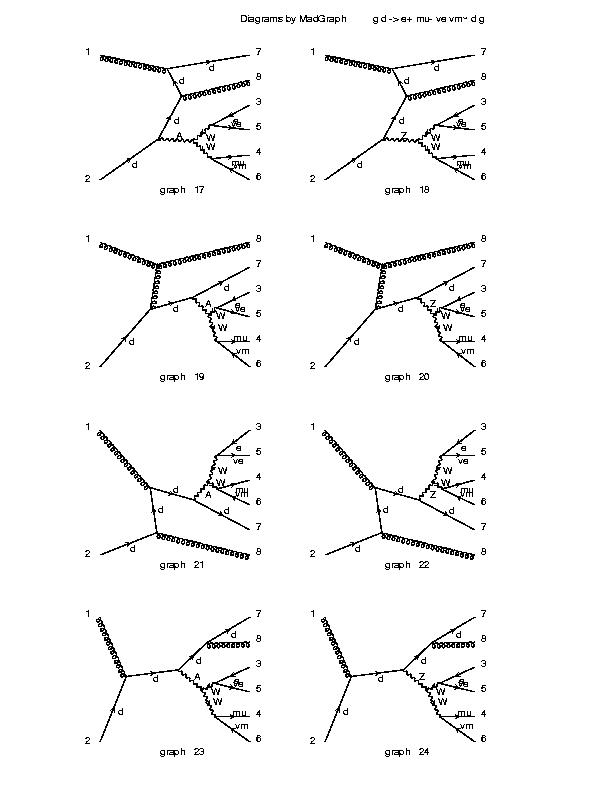 Diagrams by MadGraph g d -> e+ mu- ve vm~ d g
1 7 d 8 d 3 e ve d 5 A W W 4 mu vm 2 d 6
graph 17
1 7 d 8 d 3 e ve d 5 Z W W 4 mu vm 2 d 6
graph 18
1 8 7 d 3 A e ve d 5 W W d mu 4 vm 2 6
graph 19
1 8 7 d 3 Z e ve d 5 W W d mu 4 vm 2 6
graph 20
1 3 e 5 ve W 4 W mu vm d A 6 d d 7 2 d 8
graph 21
1 3 e 5 ve W 4 W mu vm d Z 6 d d 7 2 d 8
graph 22
1 7 d 8 d 3 d A e ve W 5 W d mu 4 vm 2 6
graph 23
1 7 d 8 d 3 d Z e ve W 5 W d mu 4 vm 2 6
graph 24